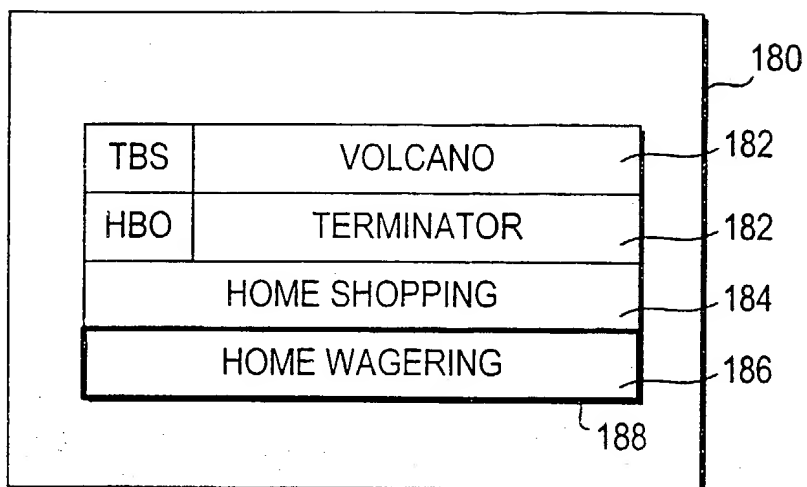 180
TBS VOLCANO 182
HBO TERMINATOR 182
HOME SHOPPING 184
HOME WAGERING 186
188